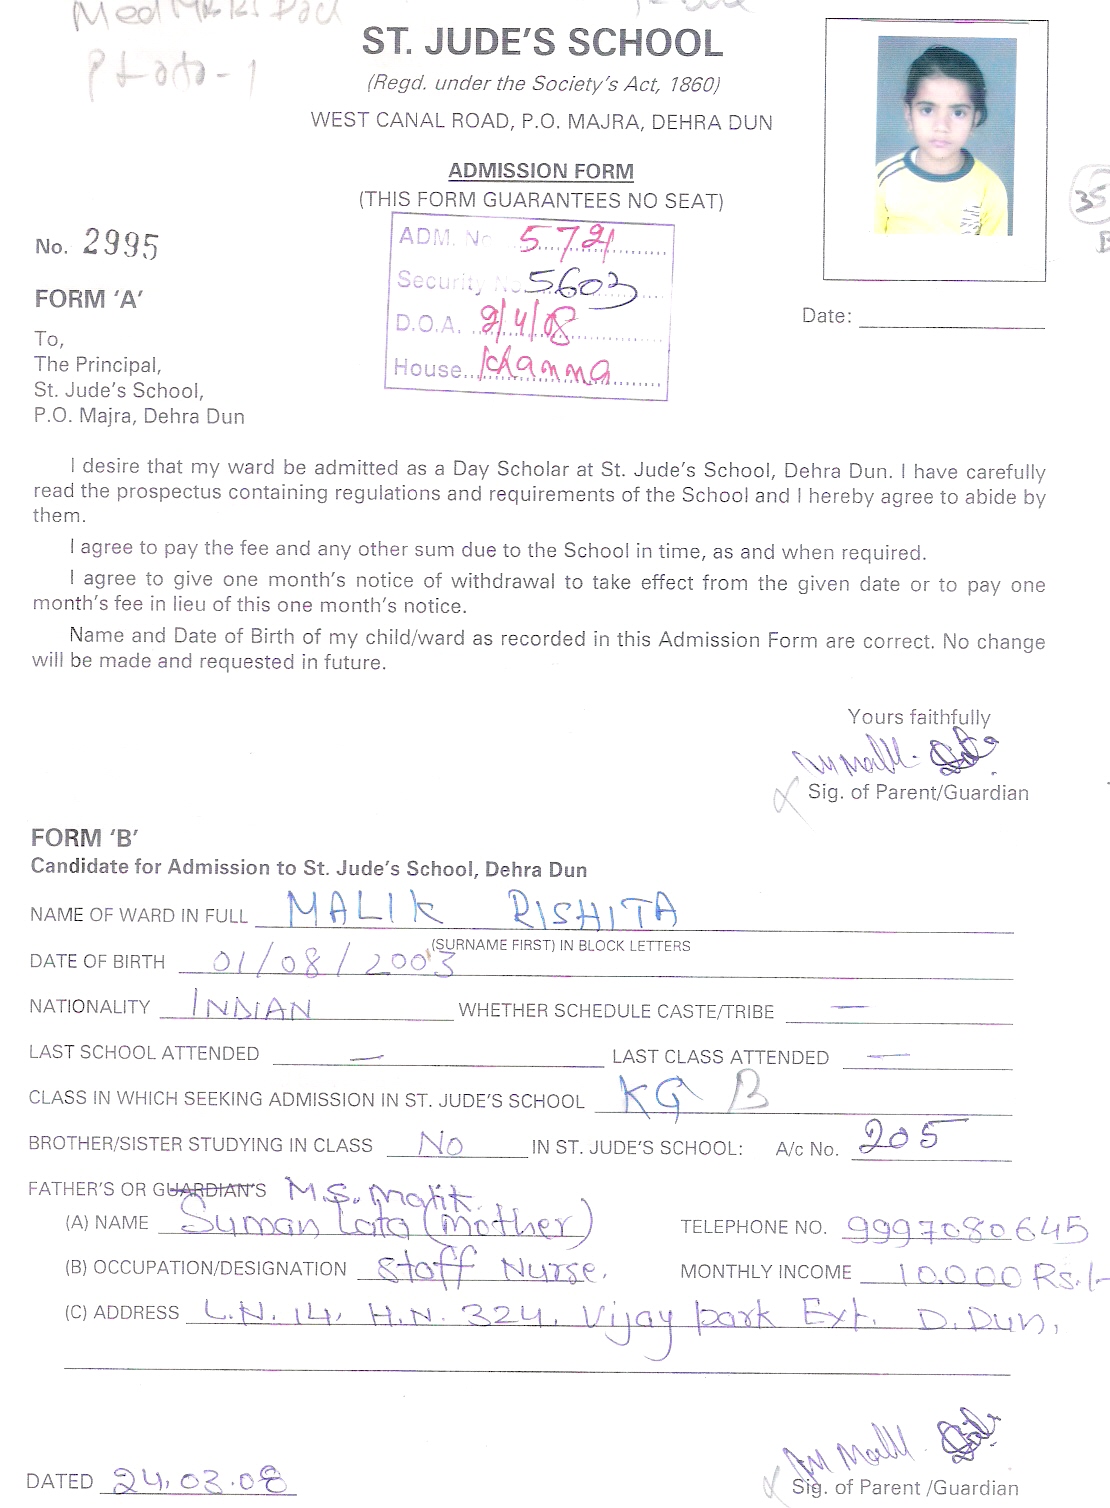 ST. JUDE'S SCHOOL
(Regd. under the Society's Act, 1860)
WEST CANAL ROAD, P.O. MAJRA, DEHRA DUN
ADMISSION FORM
(THIS FORM GUARANTEES NO SEAT)
No. 2995
ADM. No 5721
Security No 5603
D.O.A. 9/4/08
House Khanna
35
FORM 'A'
Date:
To,
The Principal,
St. Jude's School,
P.O. Majra, Dehra Dun
I desire that my ward be admitted as a Day Scholar at St. Jude's School, Dehra Dun. I have carefully
read the prospectus containing regulations and requirements of the School and I hereby agree to abide by
them.
I agree to pay the fee and any other sum due to the School in time, as and when required.
I agree to give one month's notice of withdrawal to take effect from the given date or to pay one
month's fee in lieu of this one month's notice.
Name and Date of Birth of my child/ward as recorded in this Admission Form are correct. No change
will be made and requested in future.
Yours faithfully
Sig. of Parent/Guardian
FORM 'B'
Candidate for Admission to St. Jude's School, Dehra Dun
NAME OF WARD IN FULL MALIK RISHITA
(SURNAME FIRST) IN BLOCK LETTERS
DATE OF BIRTH 01/08/2003
NATIONALITY INDIAN WHETHER SCHEDULE CASTE/TRIBE —
LAST SCHOOL ATTENDED — LAST CLASS ATTENDED —
CLASS IN WHICH SEEKING ADMISSION IN ST. JUDE'S SCHOOL KG B
BROTHER/SISTER STUDYING IN CLASS No IN ST. JUDE'S SCHOOL: A/c No. 205
FATHER'S OR GUARDIAN'S M.S. Malik.
(A) NAME Suman Lata (mother) TELEPHONE NO. 9997080645
(B) OCCUPATION/DESIGNATION Staff Nurse. MONTHLY INCOME 10.000 Rs./-
(C) ADDRESS L.N. 14, H.N. 324, Vijay park Ext. D.Dun,
DATED 24.03.08
Sig. of Parent /Guardian